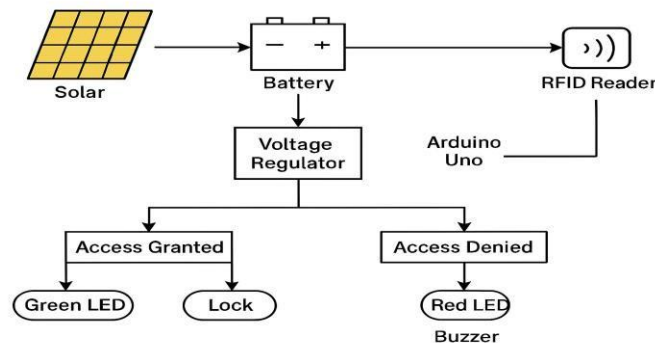 Solar
Battery
RFID Reader
Voltage
Regulator
Arduino
Uno
Access Granted
Access Denied
Green LED
Lock
Red LED
Buzzer